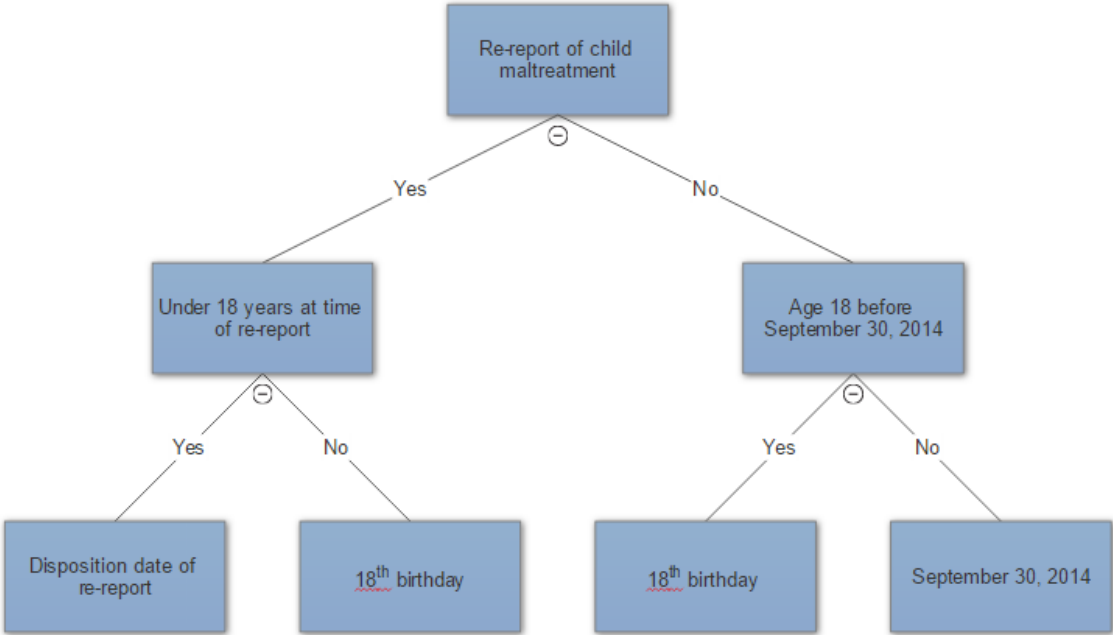 Re-report of child
maltreatment
Yes
No
Under 18 years at time
of re-report
Age 18 before
September 30, 2014
Yes
No
Yes
No
Disposition date of
re-report
18th birthday
18th birthday
September 30, 2014